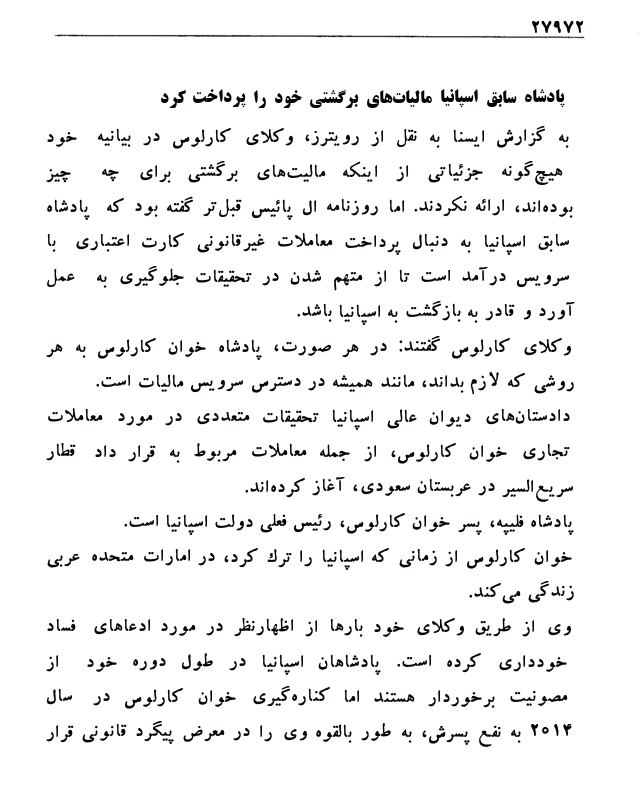 ۲۷۹۷۲
پادشاه سابق اسپانیا مالیات‌های برگشتی خود را پرداخت کرد
به گزارش ایسنا به نقل از رویترز، وکلای کارلوس در بیانیه خود
هیچ‌گونه جزئیاتی از اینکه مالیت‌های برگشتی برای چه چیز
بوده‌اند، ارائه نکردند. اما روزنامه ال پائیس قبل‌تر گفته بود که پادشاه
سابق اسپانیا به دنبال پرداخت معاملات غیرقانونی کارت اعتباری با
سرویس درآمد است تا از متهم شدن در تحقیقات جلوگیری به عمل
آورد و قادر به بازگشت به اسپانیا باشد.
وکلای کارلوس گفتند: در هر صورت، پادشاه خوان کارلوس به هر
روشی که لازم بداند، مانند همیشه در دسترس سرویس مالیات است.
دادستان‌های دیوان عالی اسپانیا تحقیقات متعددی در مورد معاملات
تجاری خوان کارلوس، از جمله معاملات مربوط به قرار داد قطار
سریع‌السیر در عربستان سعودی، آغاز کرده‌اند.
پادشاه فلیپه، پسر خوان کارلوس، رئیس فعلی دولت اسپانیا است.
خوان کارلوس از زمانی که اسپانیا را ترك کرد، در امارات متحده عربی
زندگی می‌کند.
وی از طریق وکلای خود بارها از اظهارنظر در مورد ادعاهای فساد
خودداری کرده است. پادشاهان اسپانیا در طول دوره خود از
مصونیت برخوردار هستند اما کناره‌گیری خوان کارلوس در سال
۲۰۱۴ به نفع پسرش، به طور بالقوه وی را در معرض پیگرد قانونی قرار